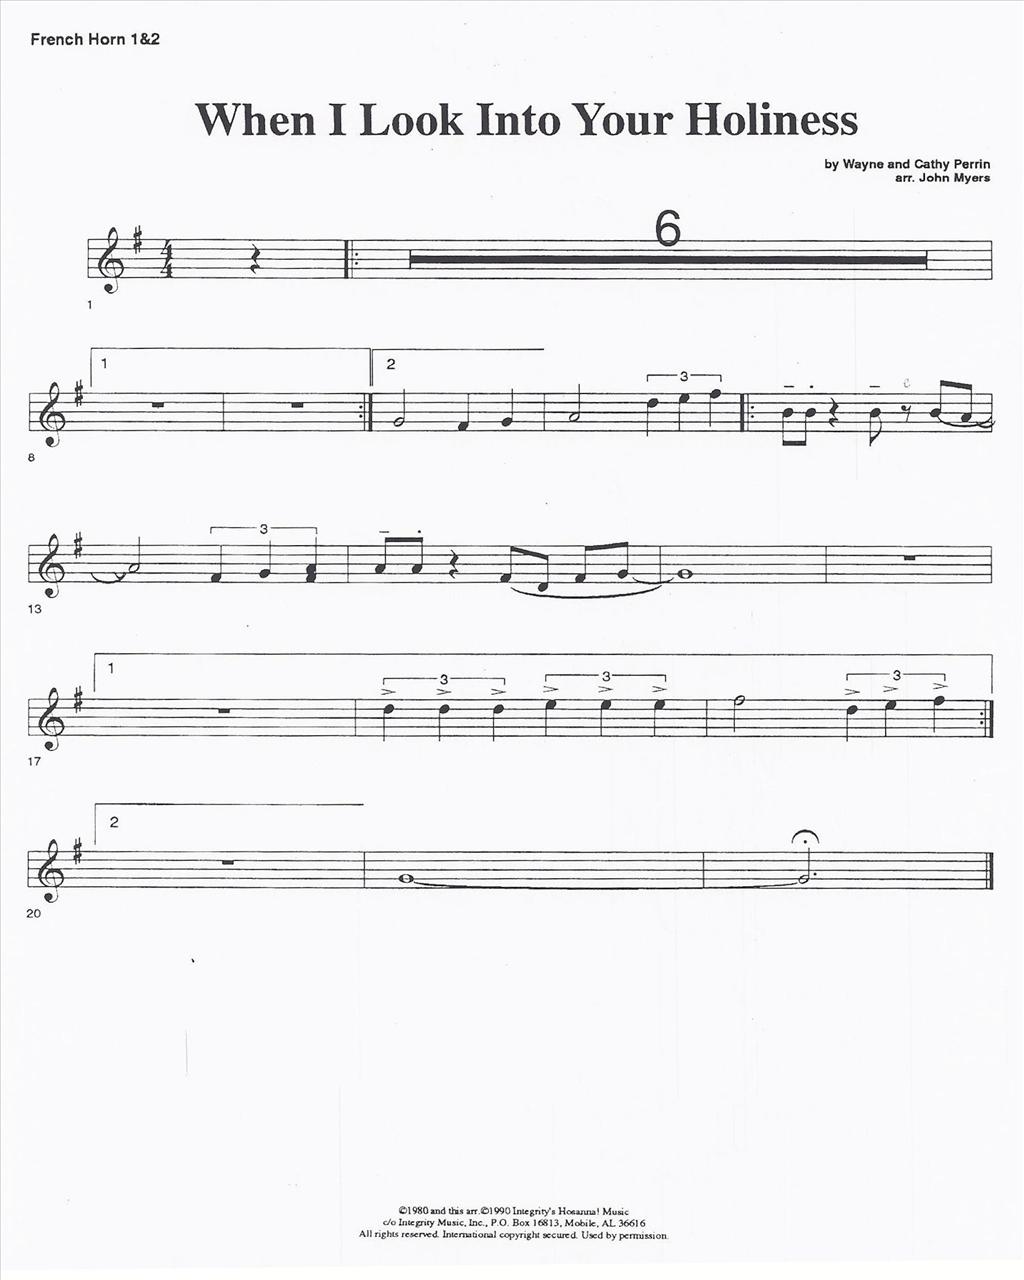 French Horn 1&2
When I Look Into Your Holiness
by Wayne and Cathy Perrin
arr. John Myers
6
1
1
2
3
8
3
13
1
3
3
3
17
2
20
©1980 and this arr.©1990 Integrity's Hosanna! Music
c/o Integrity Music, Inc., P.O. Box 16813, Mobile, AL 36616
All rights reserved. International copyright secured. Used by permission.